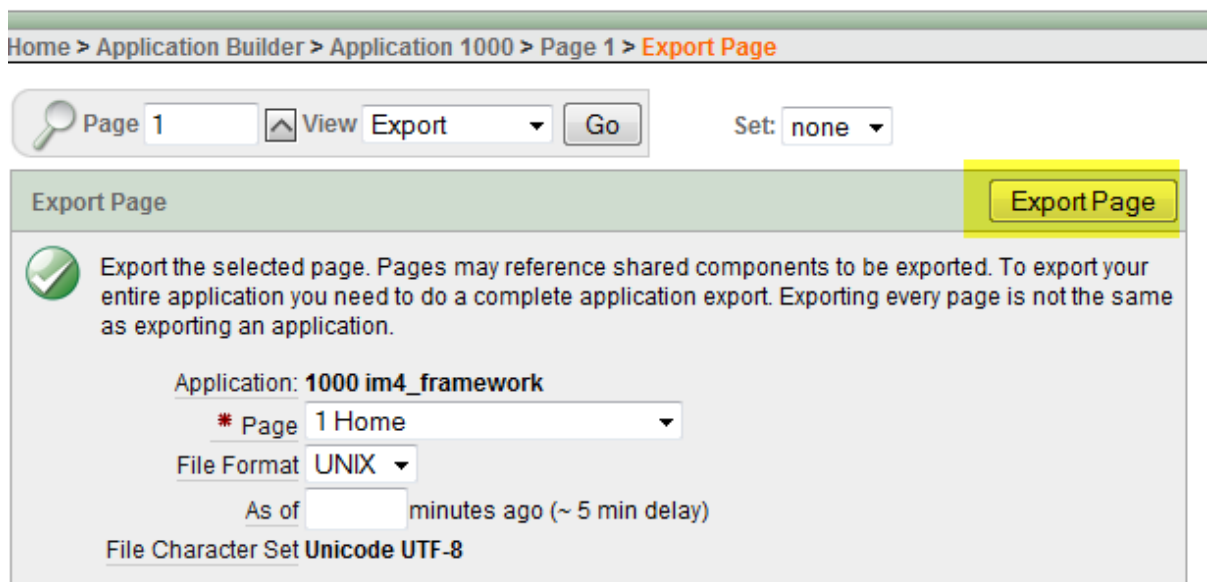 Home > Application Builder > Application 1000 > Page 1 > Export Page
Page 1 View Export Go Set: none
Export Page Export Page
Export the selected page. Pages may reference shared components to be exported. To export your
entire application you need to do a complete application export. Exporting every page is not the same
as exporting an application.
Application: 1000 im4_framework
* Page 1 Home
File Format UNIX
As of minutes ago (~ 5 min delay)
File Character Set Unicode UTF-8